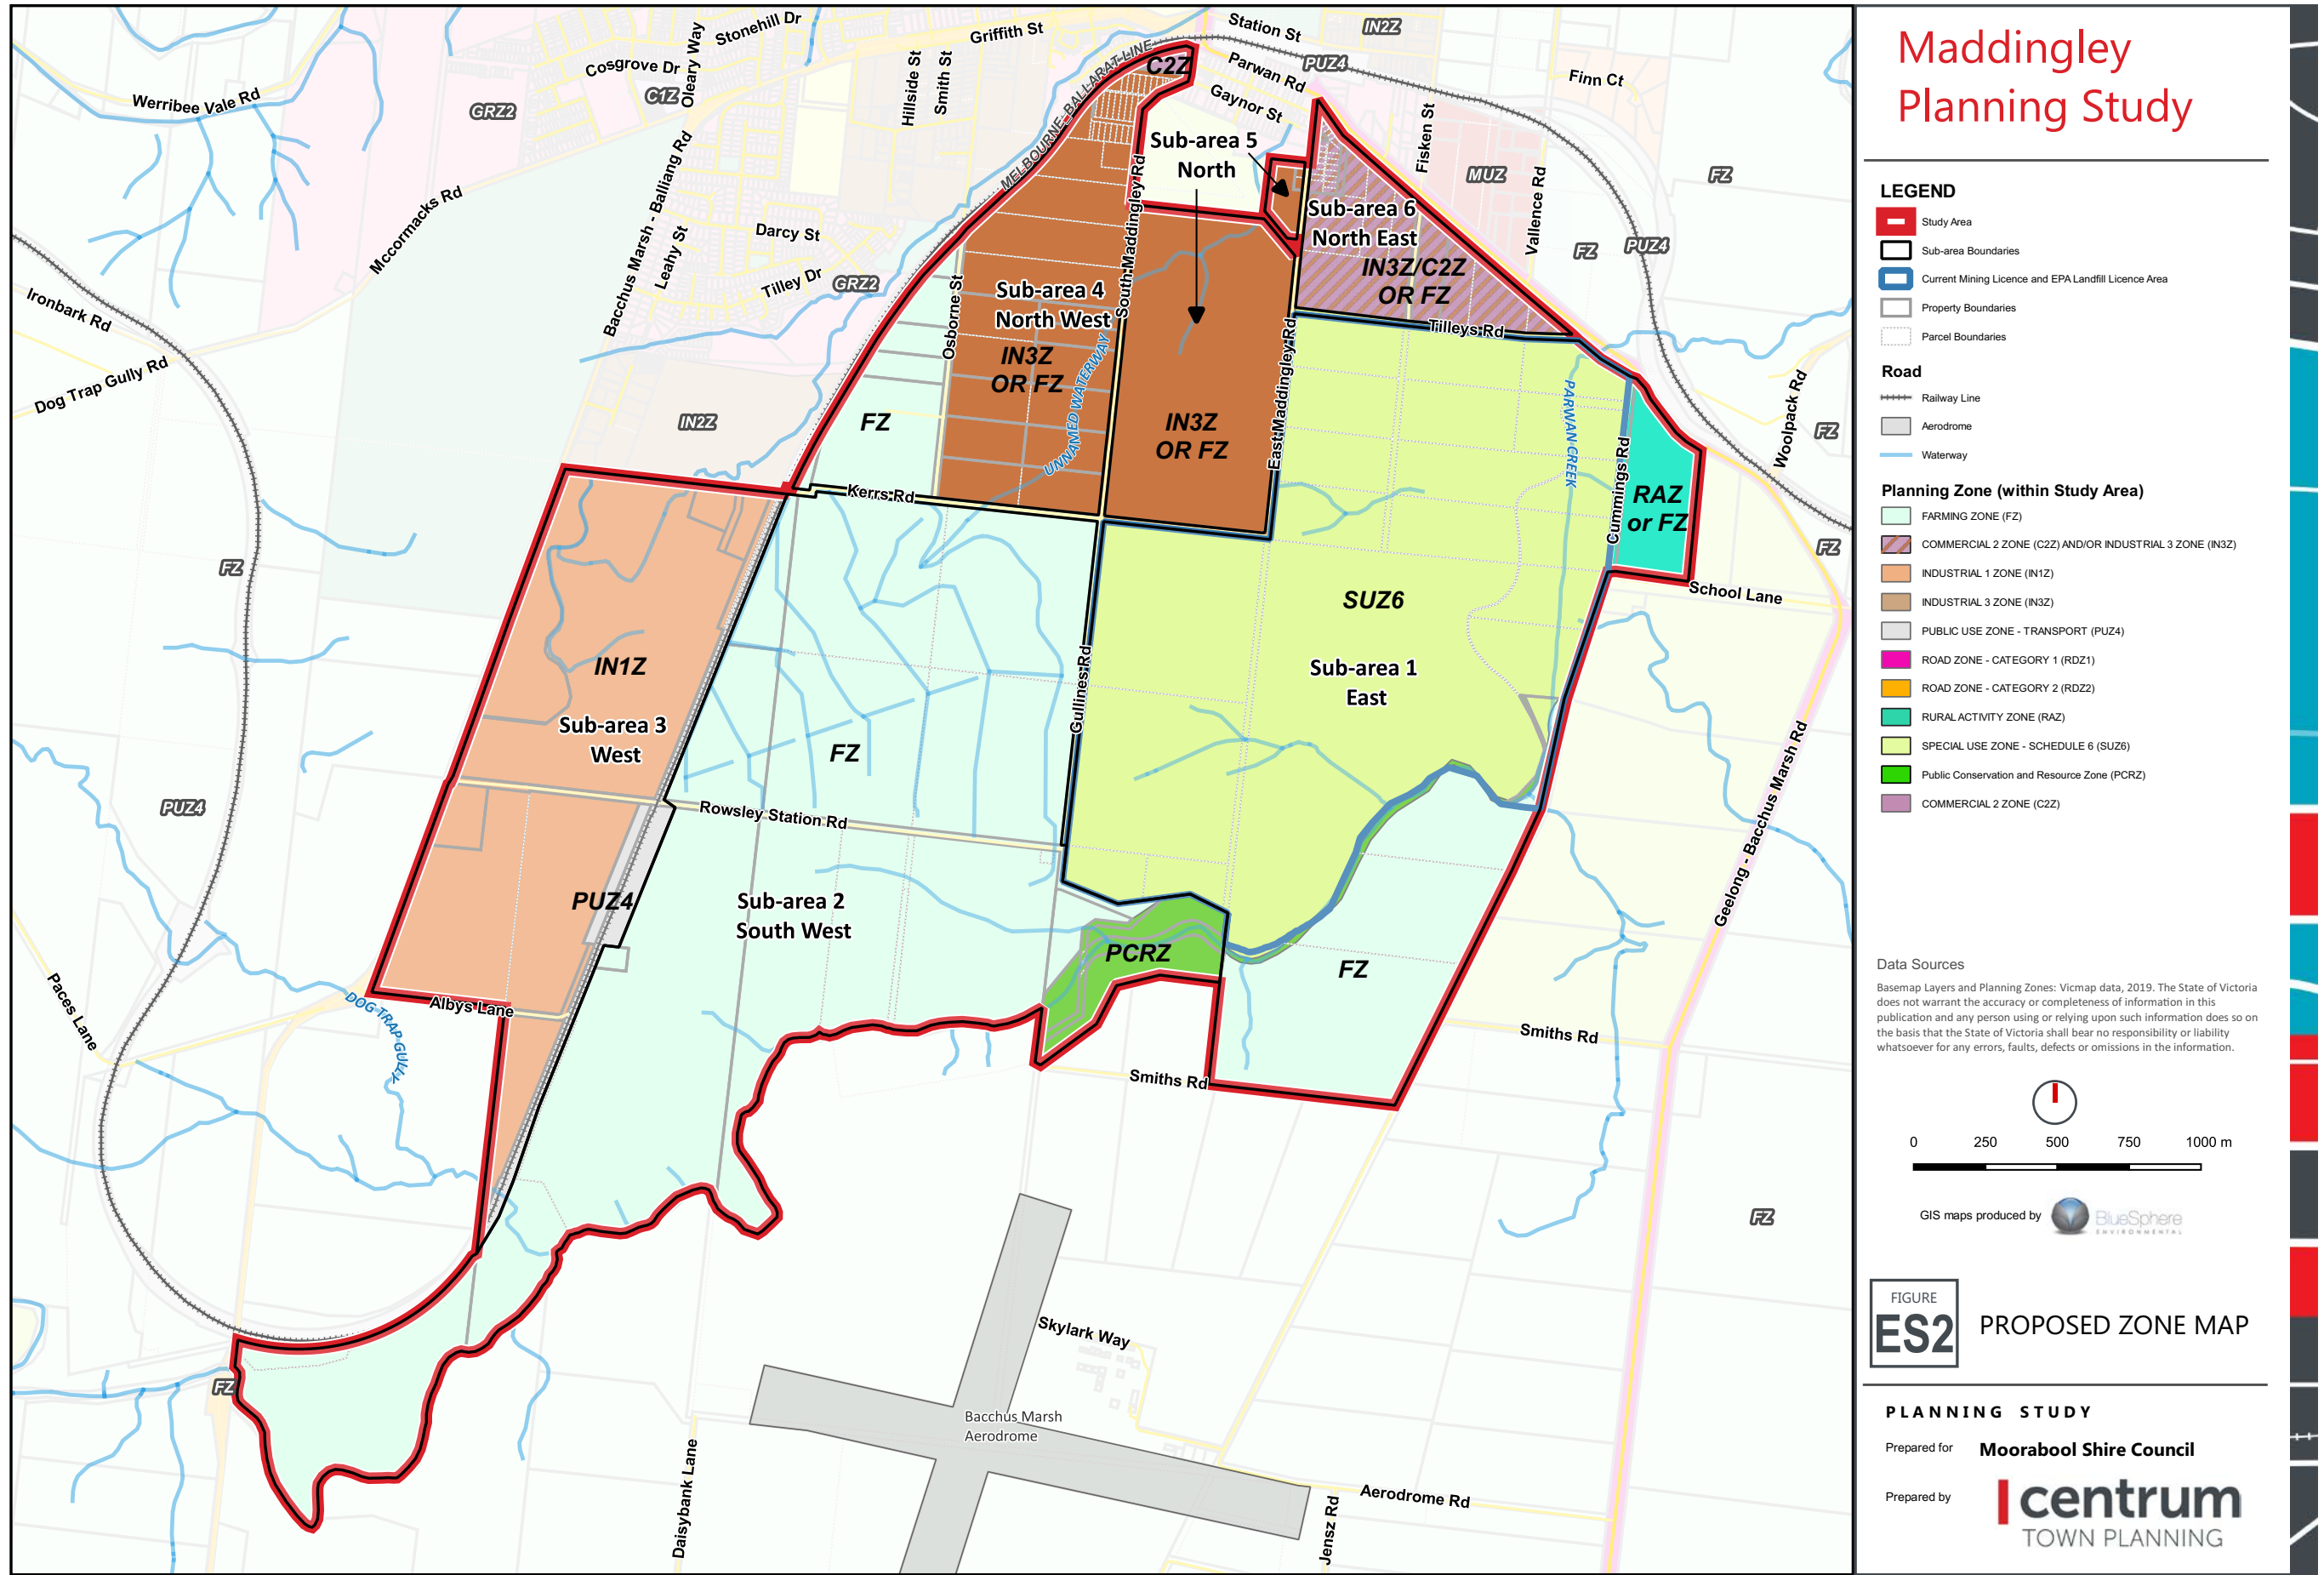 Werribee Vale Rd
Cosgrove Dr
Oleary Way
Stonehill Dr
Griffith St
Hillside St
Smith St
Station St
IN2Z
PUZ4
Parwan Rd
Gaynor St
Finn Ct
GRZ2
C1Z
MELBOURNE-BALLARAT LINE
C2Z
Fisken St
MUZ
Vallence Rd
FZ
Mccormacks Rd
Bacchus Marsh - Balliang Rd
Leahy St
Darcy St
Tilley Dr
GRZ2
Sub-area 5
North
South Maddingley Rd
Sub-area 6
North East
IN3Z/C2Z
OR FZ
FZ
PUZ4
Ironbark Rd
Dog Trap Gully Rd
Osborne St
Sub-area 4
North West
IN3Z
OR FZ
UNNAMED WATERWAY
IN3Z
OR FZ
East Maddingley Rd
Tilleys Rd
PARWAN CREEK
Cummings Rd
Woolpack Rd
FZ
IN2Z
FZ
Kerrs Rd
RAZ
or FZ
FZ
School Lane
FZ
SUZ6
Sub-area 1
East
IN1Z
Sub-area 3
West
FZ
Gullines Rd
PUZ4
Rowsley Station Rd
Geelong - Bacchus Marsh Rd
PUZ4
Sub-area 2
South West
PCRZ
FZ
Paces Lane
DOG TRAP GULLY
Albys Lane
Smiths Rd
Smiths Rd
FZ
Skylark Way
FZ
Bacchus Marsh
Aerodrome
Daisybank Lane
Aerodrome Rd
Jensz Rd
Maddingley
Planning Study
LEGEND
Study Area
Sub-area Boundaries
Current Mining Licence and EPA Landfill Licence Area
Property Boundaries
Parcel Boundaries
Road
Railway Line
Aerodrome
Waterway
Planning Zone (within Study Area)
FARMING ZONE (FZ)
COMMERCIAL 2 ZONE (C2Z) AND/OR INDUSTRIAL 3 ZONE (IN3Z)
INDUSTRIAL 1 ZONE (IN1Z)
INDUSTRIAL 3 ZONE (IN3Z)
PUBLIC USE ZONE - TRANSPORT (PUZ4)
ROAD ZONE - CATEGORY 1 (RDZ1)
ROAD ZONE - CATEGORY 2 (RDZ2)
RURAL ACTIVITY ZONE (RAZ)
SPECIAL USE ZONE - SCHEDULE 6 (SUZ6)
Public Conservation and Resource Zone (PCRZ)
COMMERCIAL 2 ZONE (C2Z)
Data Sources
Basemap Layers and Planning Zones: Vicmap data, 2019. The State of Victoria
does not warrant the accuracy or completeness of information in this
publication and any person using or relying upon such information does so on
the basis that the State of Victoria shall bear no responsibility or liability
whatsoever for any errors, faults, defects or omissions in the information.
0 250 500 750 1000 m
GIS maps produced by
BlueSphere
ENVIRONMENTAL
FIGURE
ES2
PROPOSED ZONE MAP
PLANNING STUDY
Prepared for Moorabool Shire Council
Prepared by
centrum
TOWN PLANNING